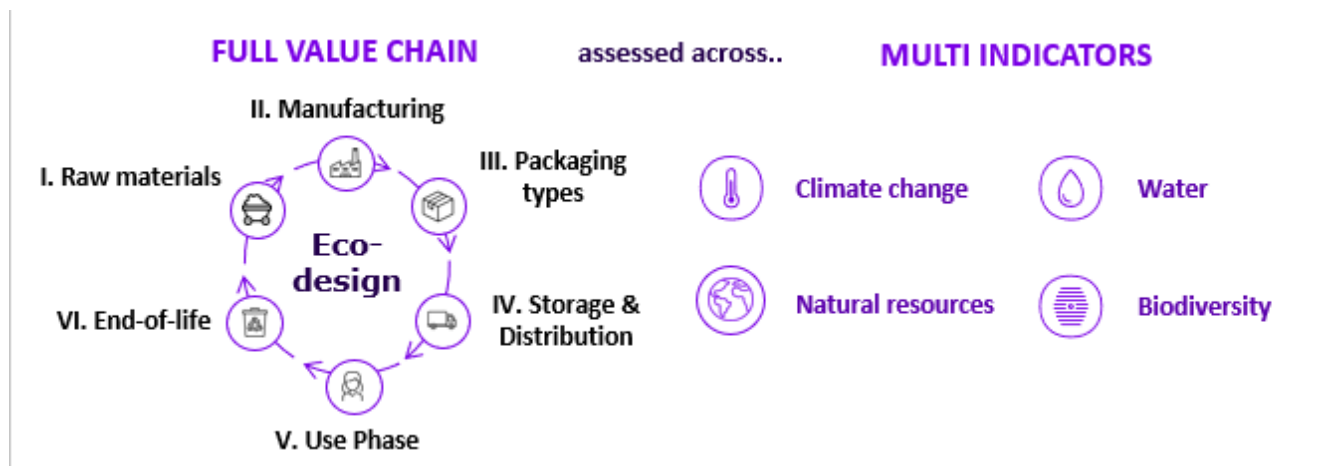 FULL VALUE CHAIN
assessed across..
MULTI INDICATORS
II. Manufacturing
I. Raw materials
III. Packaging
types
Eco-
design
VI. End-of-life
IV. Storage &
Distribution
V. Use Phase
Climate change
Water
Natural resources
Biodiversity